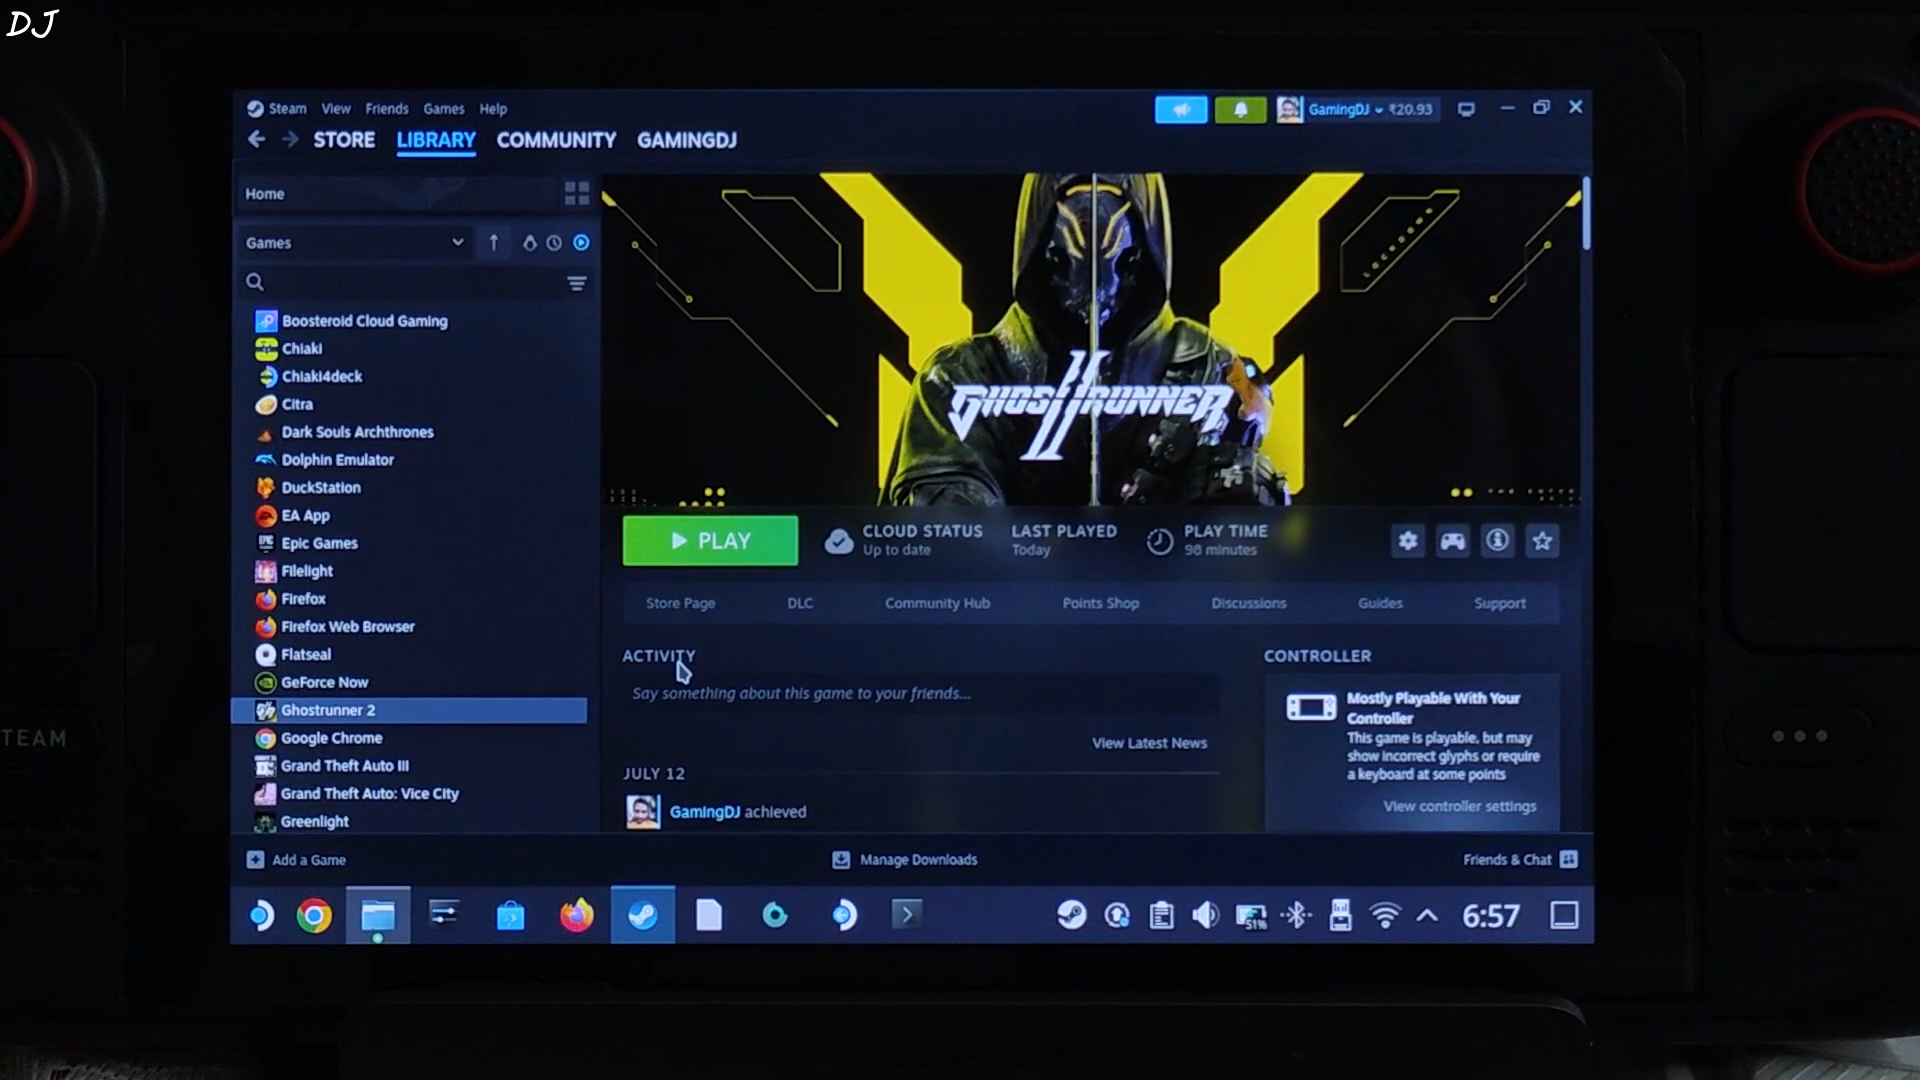 DJ
Steam View Friends Games Help
GamingDJ ₹20.93
STORE LIBRARY COMMUNITY GAMINGDJ
Home
Games
Boosteroid Cloud Gaming
Chiaki
Chiaki4deck
Citra
Dark Souls Archthrones
Dolphin Emulator
DuckStation
EA App
EPIC
Epic Games
Filelight
Firefox
Firefox Web Browser
Flatseal
GeForce Now
Ghostrunner 2
Google Chrome
Grand Theft Auto III
Grand Theft Auto: Vice City
Greenlight
GHOSTRUNNER
II
PLAY
CLOUD STATUS
Up to date
LAST PLAYED
Today
PLAY TIME
98 minutes
Store Page DLC Community Hub Points Shop Discussions Guides Support
ACTIVITY
Say something about this game to your friends...
View Latest News
JULY 12
GamingDJ achieved
CONTROLLER
Mostly Playable With Your
Controller
This game is playable, but may
show incorrect glyphs or require
a keyboard at some points
View controller settings
Add a Game
Manage Downloads
Friends & Chat
51%
6:57
TEAM